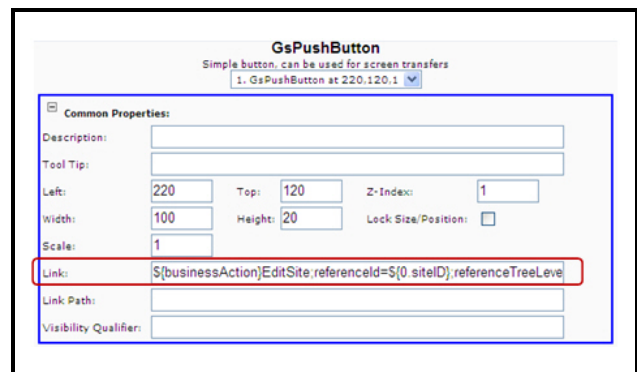 GsPushButton
Simple button, can be used for screen transfers
1. GsPushButton at 220,120,1
Common Properties:
Description:
Tool Tip:
Left: 220 Top: 120 Z-Index: 1
Width: 100 Height: 20 Lock Size/Position:
Scale: 1
Link: ${businessAction}EditSite;referenceId=${0.siteID};referenceTreeLeve
Link Path:
Visibility Qualifier: